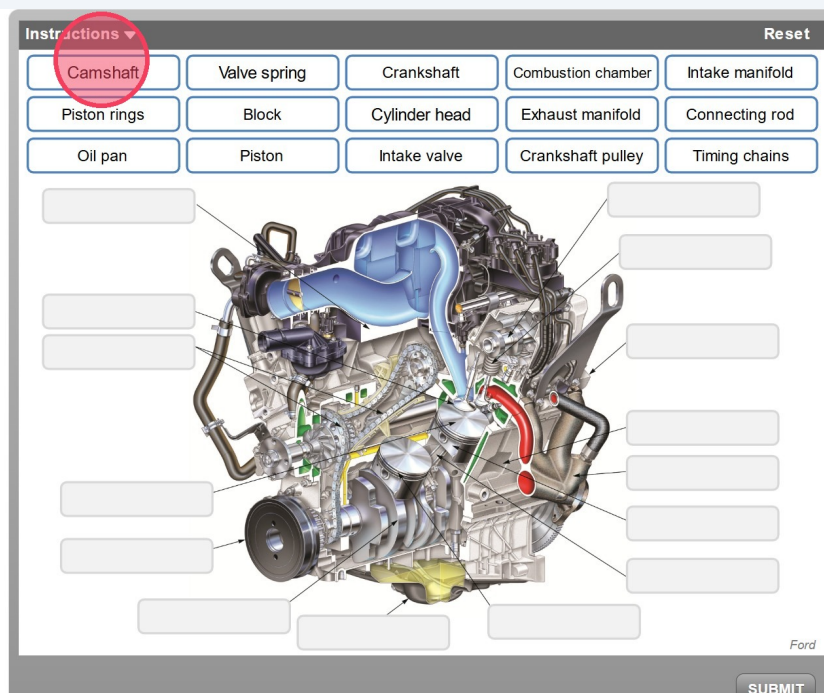 Instructions ▼ Reset
Camshaft Valve spring Crankshaft Combustion chamber Intake manifold
Piston rings Block Cylinder head Exhaust manifold Connecting rod
Oil pan Piston Intake valve Crankshaft pulley Timing chains
Ford
SUBMIT